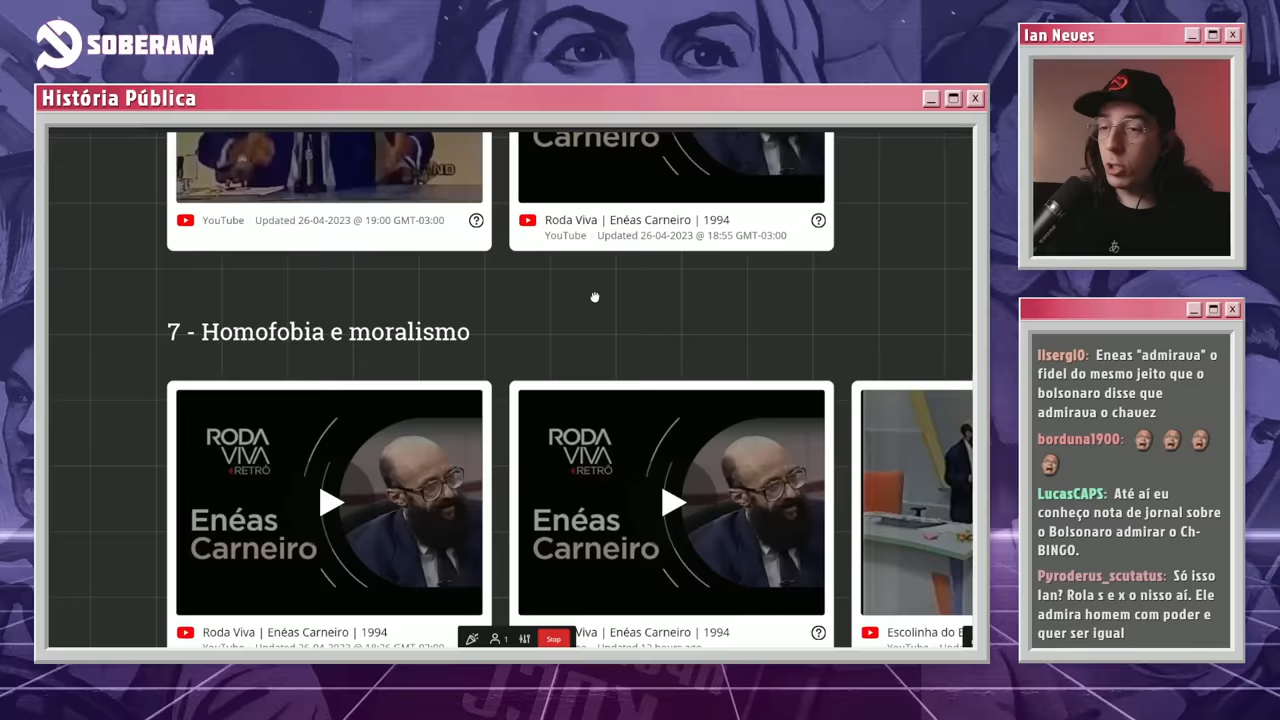 SOBERANA
História Pública
Carneiro
YouTube Updated 26-04-2023 @ 19:00 GMT-03:00
Roda Viva | Enéas Carneiro | 1994
YouTube Updated 26-04-2023 @ 18:55 GMT-03:00
7 - Homofobia e moralismo
RODA
VIVA
RETRÔ
Enéas
Carneiro
RODA
VIVA
RETRÔ
Enéas
Carneiro
Roda Viva | Enéas Carneiro | 1994
Viva | Enéas Carneiro | 1994
Escolinha do
1
Stop
Ian Neves
IIsergI0: Eneas "admirava" o
fidel do mesmo jeito que o
bolsonaro disse que
admirava o chavez
borduna1900:
LucasCAPS: Até aí eu
conheço nota de jornal sobre
o Bolsonaro admirar o Ch-
BINGO.
Pyroderus_scutatus: Só isso
Ian? Rola s e x o nisso aí. Ele
admira homem com poder e
quer ser igual